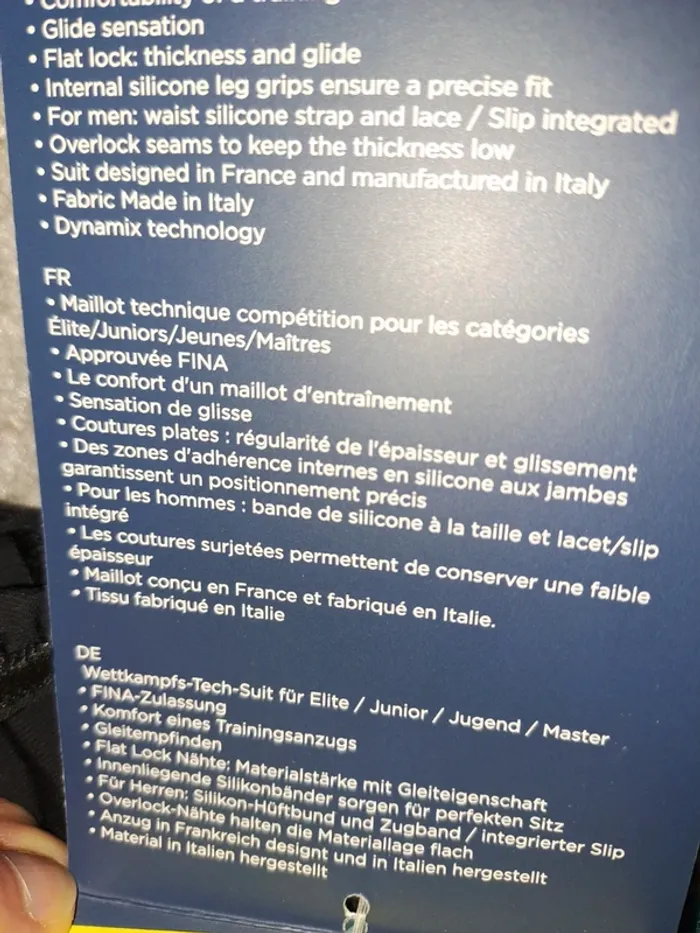 • Comfortability of a training
• Glide sensation
• Flat lock: thickness and glide
• Internal silicone leg grips ensure a precise fit
• For men: waist silicone strap and lace / Slip integrated
• Overlock seams to keep the thickness low
• Suit designed in France and manufactured in Italy
• Fabric Made in Italy
• Dynamix technology
FR
• Maillot technique compétition pour les catégories
Élite/Juniors/Jeunes/Maîtres
• Approuvée FINA
• Le confort d'un maillot d'entraînement
• Sensation de glisse
• Coutures plates : régularité de l'épaisseur et glissement
• Des zones d'adhérence internes en silicone aux jambes
garantissent un positionnement précis
• Pour les hommes : bande de silicone à la taille et lacet/slip
intégré
• Les coutures surjetées permettent de conserver une faible
épaisseur
• Maillot conçu en France et fabriqué en Italie.
• Tissu fabriqué en Italie
DE
Wettkampfs-Tech-Suit für Elite / Junior / Jugend / Master
• FINA-Zulassung
• Komfort eines Trainingsanzugs
• Gleitempfinden
• Flat Lock Nähte: Materialstärke mit Gleiteigenschaft
• Innenliegende Silikonbänder sorgen für perfekten Sitz
• Für Herren: Silikon-Hüftbund und Zugband / integrierter Slip
• Overlock-Nähte halten die Materiallage flach
• Anzug in Frankreich designt und in Italien hergestellt
• Material in Italien hergestellt